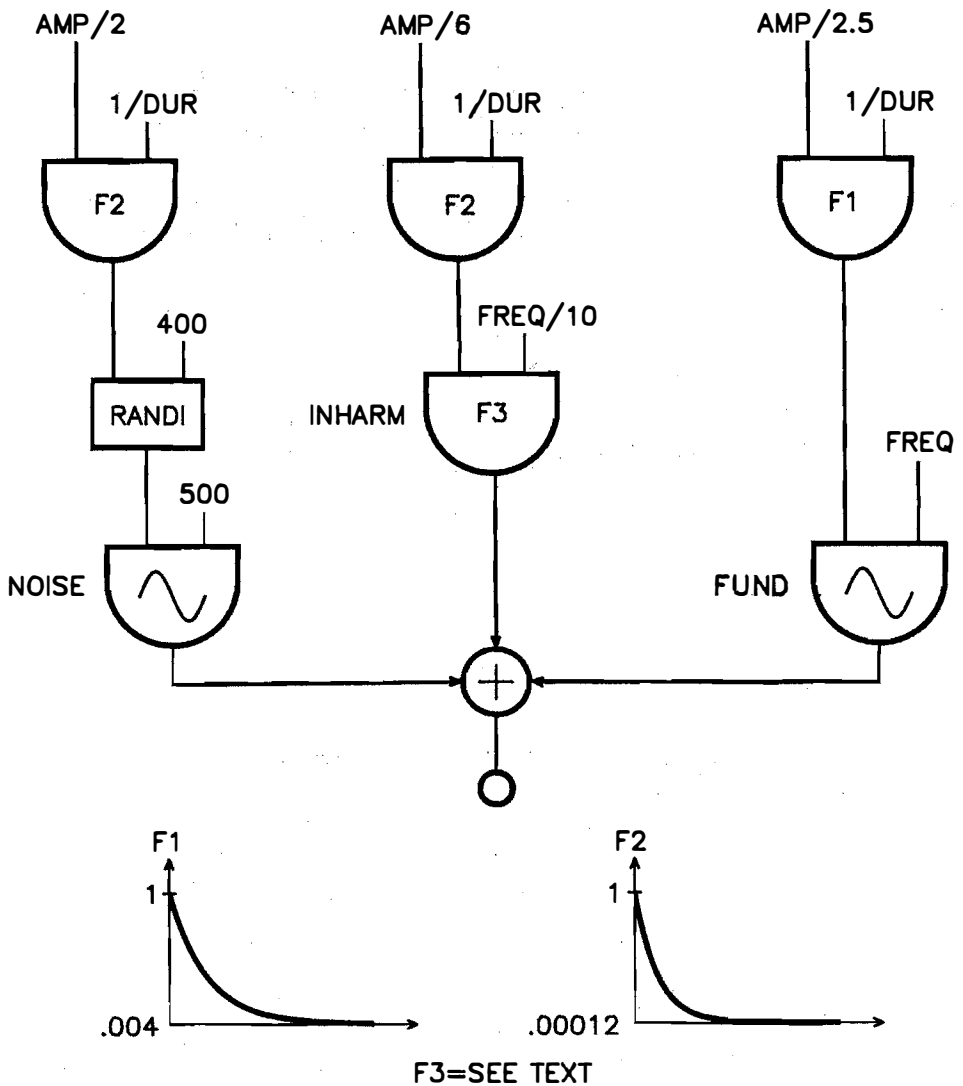 AMP/2
AMP/6
AMP/2.5
1/DUR
1/DUR
1/DUR
F2
F2
F1
400
FREQ/10
RANDI
INHARM
F3
FREQ
500
NOISE
FUND
F1
F2
1
1
.004
.00012
F3=SEE TEXT